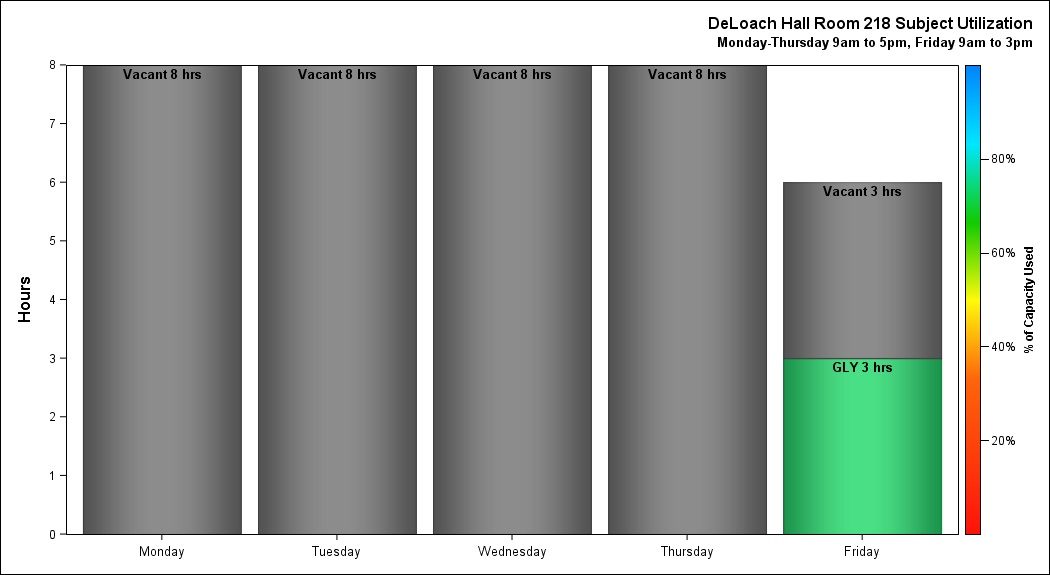 DeLoach Hall Room 218 Subject Utilization
Monday-Thursday 9am to 5pm, Friday 9am to 3pm
8
7
6
5
4
3
2
1
0
Hours
Vacant 8 hrs
Vacant 8 hrs
Vacant 8 hrs
Vacant 8 hrs
Vacant 3 hrs
GLY 3 hrs
Monday
Tuesday
Wednesday
Thursday
Friday
80%
60%
40%
20%
% of Capacity Used